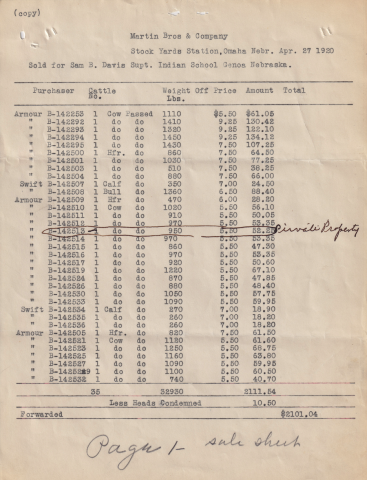 (copy)
Martin Bros & Company
Stock Yards Station, Omaha Nebr. Apr. 27 1920
Sold for Sam B. Davis Supt. Indian School Genoa Nebraska.
Purchaser Cattle No. Weight Lbs. Off Price Amount Total
Armour B-142253 1 Cow Passed 1110 $5.50 $61.05
" B-142292 1 do do 1410 9.25 130.42
" B-142293 1 do do 1320 9.25 122.10
" B-142294 1 do do 1450 9.25 134.12
" B-142295 1 do do 1430 7.50 107.25
" B-142500 1 Hfr. do 860 7.50 64.50
" B-142501 1 do do 1030 7.50 77.25
" B-142503 1 do do 510 7.50 38.25
" B-142504 1 do do 880 7.50 66.00
Swift B-142507 1 Calf do 350 7.00 24.50
" B-142508 1 Bull do 1360 6.50 88.40
Armour B-142509 1 Hfr do 470 6.00 28.20
" B-142510 1 Cow do 1020 5.50 56.10
" B-142511 1 do do 910 5.50 50.05
" B-142512 1 do do 970 5.50 53.35
" B-142513 1 do do 950 5.50 52.25 Private Property
" B-142514 1 do do 970 5.50 53.35
" B-142515 1 do do 860 5.50 47.30
" B-142516 1 do do 970 5.50 53.35
" B-142517 1 do do 920 5.50 50.60
" B-142519 1 do do 1220 5.50 67.10
" B-142524 1 do do 870 5.50 47.85
" B-142526 1 do do 880 5.50 48.40
" B-142530 1 do do 1050 5.50 57.75
" B-142533 1 do do 1090 5.50 59.95
Swift B-142534 1 Calf do 270 7.00 18.90
" B-142535 1 do do 260 7.00 18.20
" B-142536 1 do do 260 7.00 18.20
Armour B-142505 1 Hfr. do 820 7.50 61.50
" B-142521 1 Cow do 1120 5.50 61.60
" B-142523 1 do do 1250 5.50 68.75
" B-142525 1 do do 1160 5.50 63.80
" B-142527 1 do do 1090 5.50 59.95
" B-142529 1 do do 1100 5.50 60.50
" B-142532 1 do do 740 5.50 40.70
35 32930 2111.54
Less Heads Condemned 10.50
Forwarded $2101.04
Page 1- sale sheet